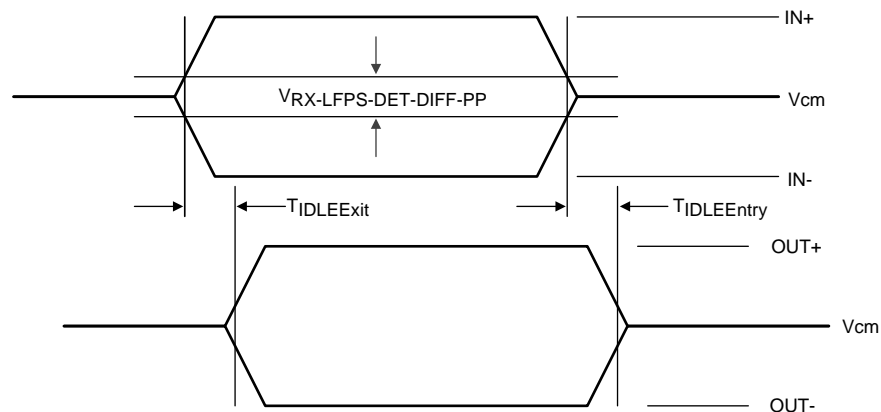 IN+
VRX-LFPS-DET-DIFF-PP
Vcm
IN-
TIDLEExit
TIDLEEntry
OUT+
Vcm
OUT-